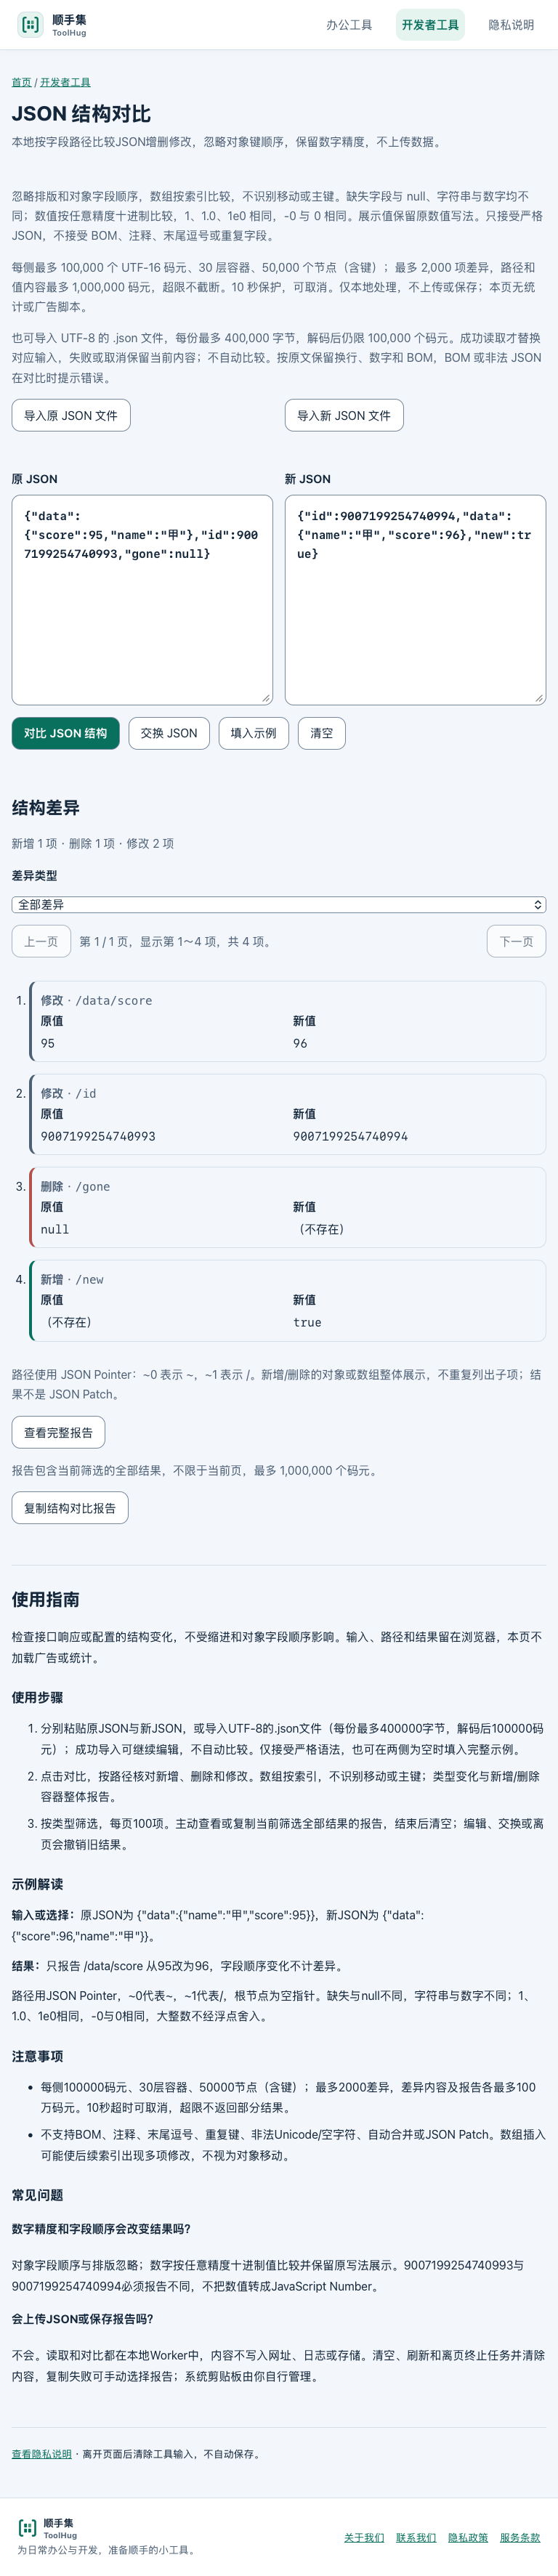 顺手集
ToolHug
办公工具
开发者工具
隐私说明
首页 / 开发者工具
JSON 结构对比
本地按字段路径比较JSON增删修改，忽略对象键顺序，保留数字精度，不上传数据。
忽略排版和对象字段顺序，数组按索引比较，不识别移动或主键。缺失字段与 null、字符串与数字均不
同；数值按任意精度十进制比较，1、1.0、1e0 相同，-0 与 0 相同。展示值保留原数值写法。只接受严格
JSON，不接受 BOM、注释、末尾逗号或重复字段。
每侧最多 100,000 个 UTF-16 码元、30 层容器、50,000 个节点（含键）；最多 2,000 项差异，路径和
值内容最多 1,000,000 码元，超限不截断。10 秒保护，可取消。仅本地处理，不上传或保存；本页无统
计或广告脚本。
也可导入 UTF-8 的 .json 文件，每份最多 400,000 字节，解码后仍限 100,000 个码元。成功读取才替换
对应输入，失败或取消保留当前内容；不自动比较。按原文保留换行、数字和 BOM，BOM 或非法 JSON
在对比时提示错误。
导入原 JSON 文件
导入新 JSON 文件
原 JSON
新 JSON
{"data":
{"score":95,"name":"甲"},"id":900
7199254740993,"gone":null}
{"id":9007199254740994,"data":
{"name":"甲","score":96},"new":tr
ue}
对比 JSON 结构
交换 JSON
填入示例
清空
结构差异
新增 1 项 · 删除 1 项 · 修改 2 项
差异类型
全部差异
上一页
第 1 / 1 页，显示第 1～4 项，共 4 项。
下一页
1.
修改 · /data/score
原值
新值
95
96
2.
修改 · /id
原值
新值
9007199254740993
9007199254740994
3.
删除 · /gone
原值
新值
null
（不存在）
4.
新增 · /new
原值
新值
（不存在）
true
路径使用 JSON Pointer：~0 表示 ~，~1 表示 /。新增/删除的对象或数组整体展示，不重复列出子项；结
果不是 JSON Patch。
查看完整报告
报告包含当前筛选的全部结果，不限于当前页，最多 1,000,000 个码元。
复制结构对比报告
使用指南
检查接口响应或配置的结构变化，不受缩进和对象字段顺序影响。输入、路径和结果留在浏览器，本页不
加载广告或统计。
使用步骤
1. 分别粘贴原JSON与新JSON，或导入UTF-8的.json文件（每份最多400000字节，解码后100000码
元）；成功导入可继续编辑，不自动比较。仅接受严格语法，也可在两侧为空时填入完整示例。
2. 点击对比，按路径核对新增、删除和修改。数组按索引，不识别移动或主键；类型变化与新增/删除
容器整体报告。
3. 按类型筛选，每页100项。主动查看或复制当前筛选全部结果的报告，结束后清空；编辑、交换或离
页会撤销旧结果。
示例解读
输入或选择：原JSON为 {"data":{"name":"甲","score":95}}，新JSON为 {"data":
{"score":96,"name":"甲"}}。
结果：只报告 /data/score 从95改为96，字段顺序变化不计差异。
路径用JSON Pointer，~0代表~，~1代表/，根节点为空指针。缺失与null不同，字符串与数字不同；1、
1.0、1e0相同，-0与0相同，大整数不经浮点舍入。
注意事项
• 每侧100000码元、30层容器、50000节点（含键）；最多2000差异，差异内容及报告各最多100
万码元。10秒超时可取消，超限不返回部分结果。
• 不支持BOM、注释、末尾逗号、重复键、非法Unicode/空字符、自动合并或JSON Patch。数组插入
可能使后续索引出现多项修改，不视为对象移动。
常见问题
数字精度和字段顺序会改变结果吗？
对象字段顺序与排版忽略；数字按任意精度十进制值比较并保留原写法展示。9007199254740993与
9007199254740994必须报告不同，不把数值转成JavaScript Number。
会上传JSON或保存报告吗？
不会。读取和对比都在本地Worker中，内容不写入网址、日志或存储。清空、刷新和离页终止任务并清除
内容，复制失败可手动选择报告；系统剪贴板由你自行管理。
查看隐私说明 · 离开页面后清除工具输入，不自动保存。
顺手集
ToolHug
为日常办公与开发，准备顺手的小工具。
关于我们
联系我们
隐私政策
服务条款